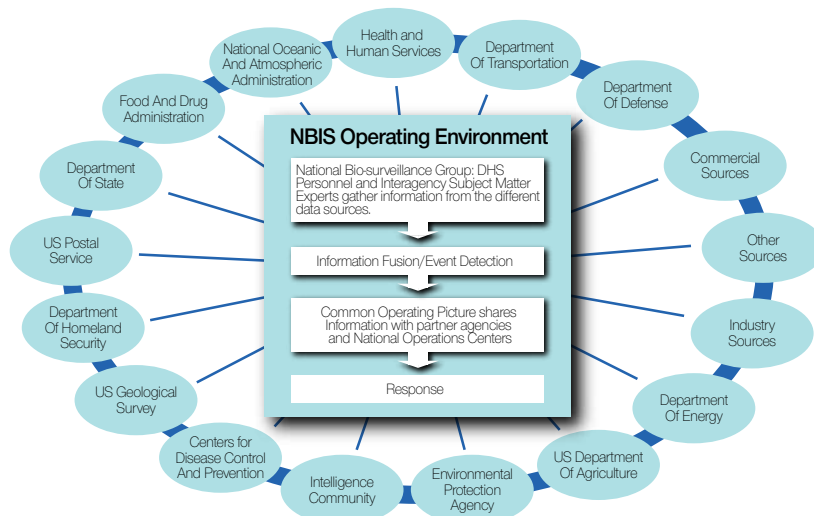 Health and
Human Services
Department
Of Transportation
Department
Of Defense
Commercial
Sources
Other
Sources
Industry
Sources
Department
Of Energy
US Department
Of Agriculture
Environmental
Protection
Agency
Intelligence
Community
Centers for
Disease Control
And Prevention
US Geological
Survey
Department
Of Homeland
Security
US Postal
Service
Department
Of State
Food And Drug
Administration
National Oceanic
And Atmospheric
Administration
NBIS Operating Environment
National Bio-surveillance Group: DHS
Personnel and Interagency Subject Matter
Experts gather information from the different
data sources.
Information Fusion/Event Detection
Common Operating Picture shares
Information with partner agencies
and National Operations Centers
Response